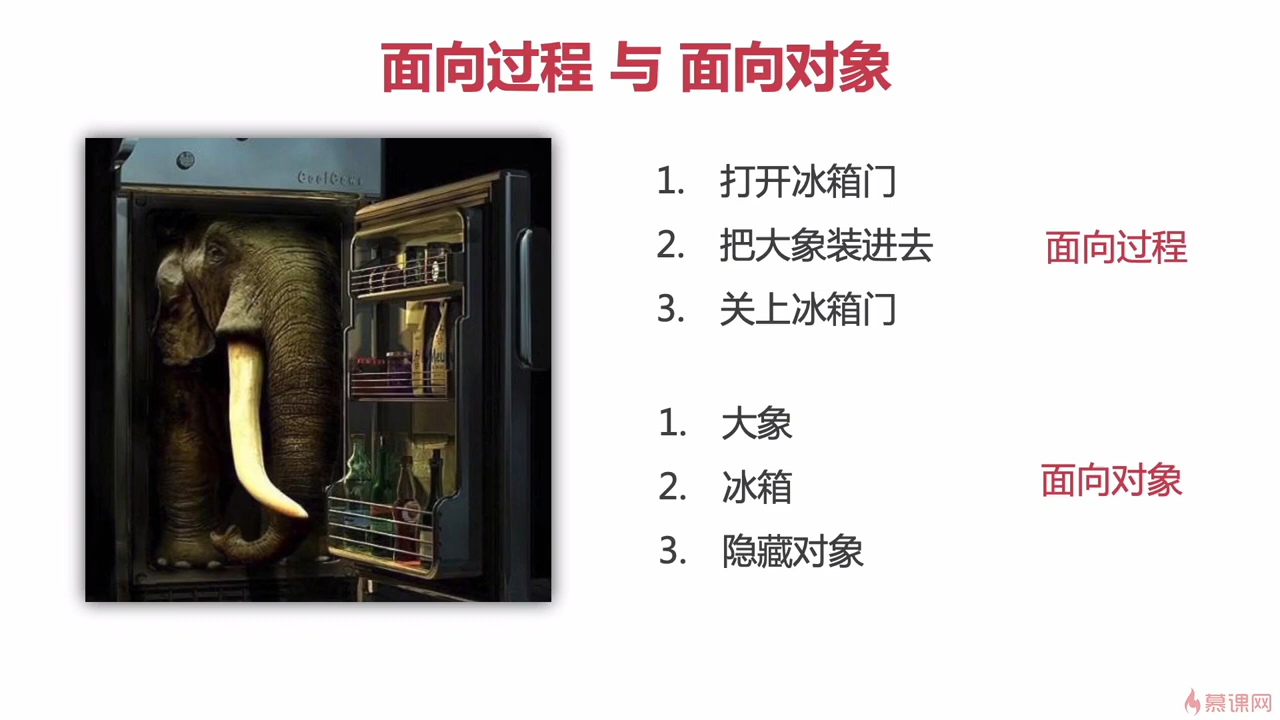 面向过程 与 面向对象
1. 打开冰箱门
2. 把大象装进去
3. 关上冰箱门
面向过程
1. 大象
2. 冰箱
3. 隐藏对象
面向对象
慕课网